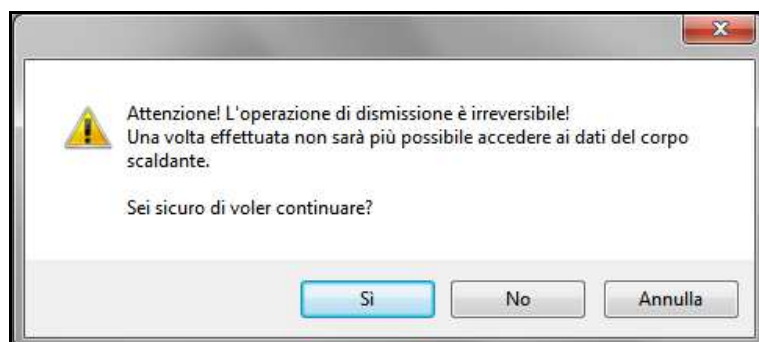 Attenzione! L'operazione di dismissione è irreversibile!
Una volta effettuata non sarà più possibile accedere ai dati del corpo
scaldante.
Sei sicuro di voler continuare?
Sì
No
Annulla